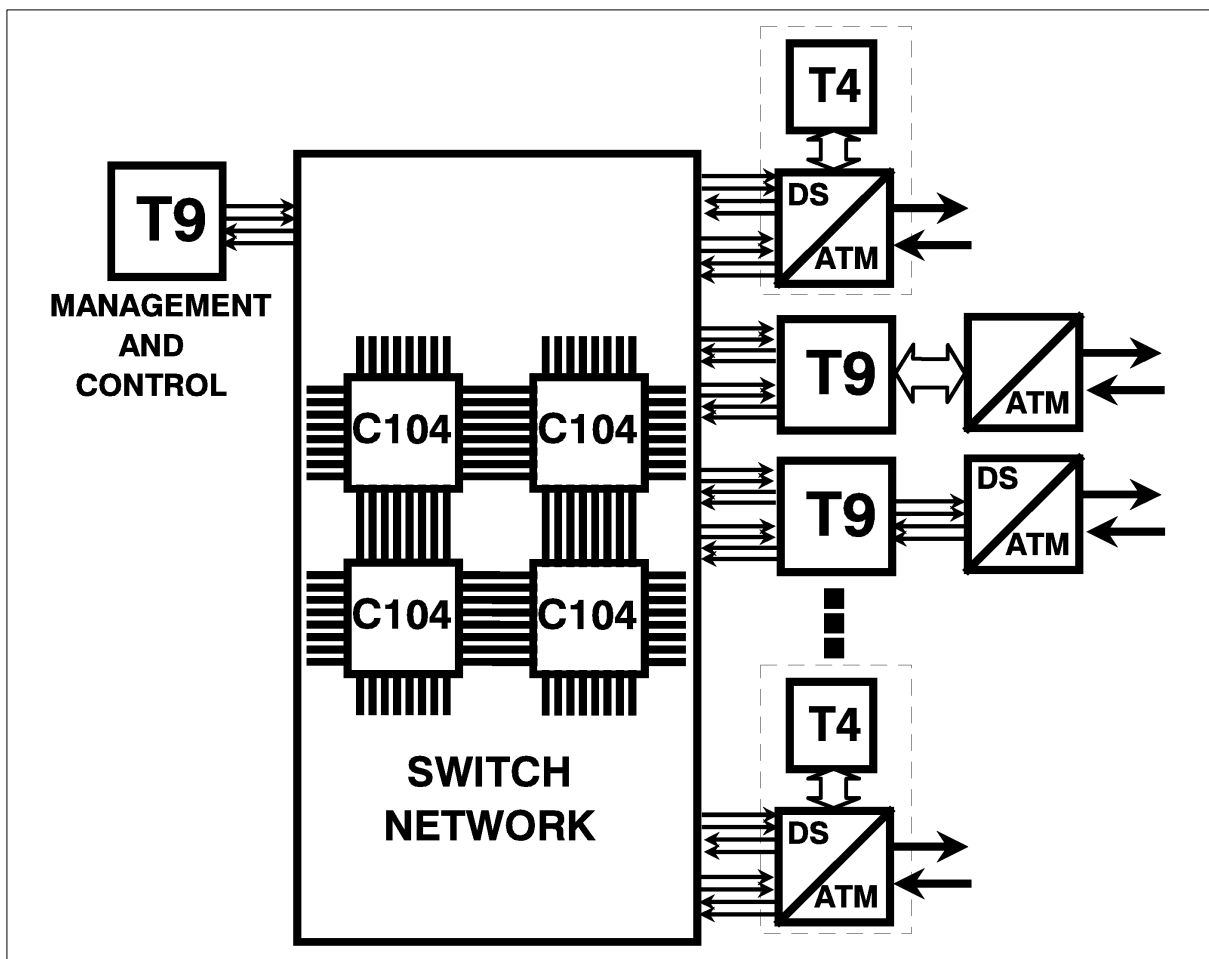 T4
DS
ATM
T9
MANAGEMENT
AND
CONTROL
T9
ATM
C104
C104
T9
DS
ATM
C104
C104
T4
SWITCH
NETWORK
DS
ATM